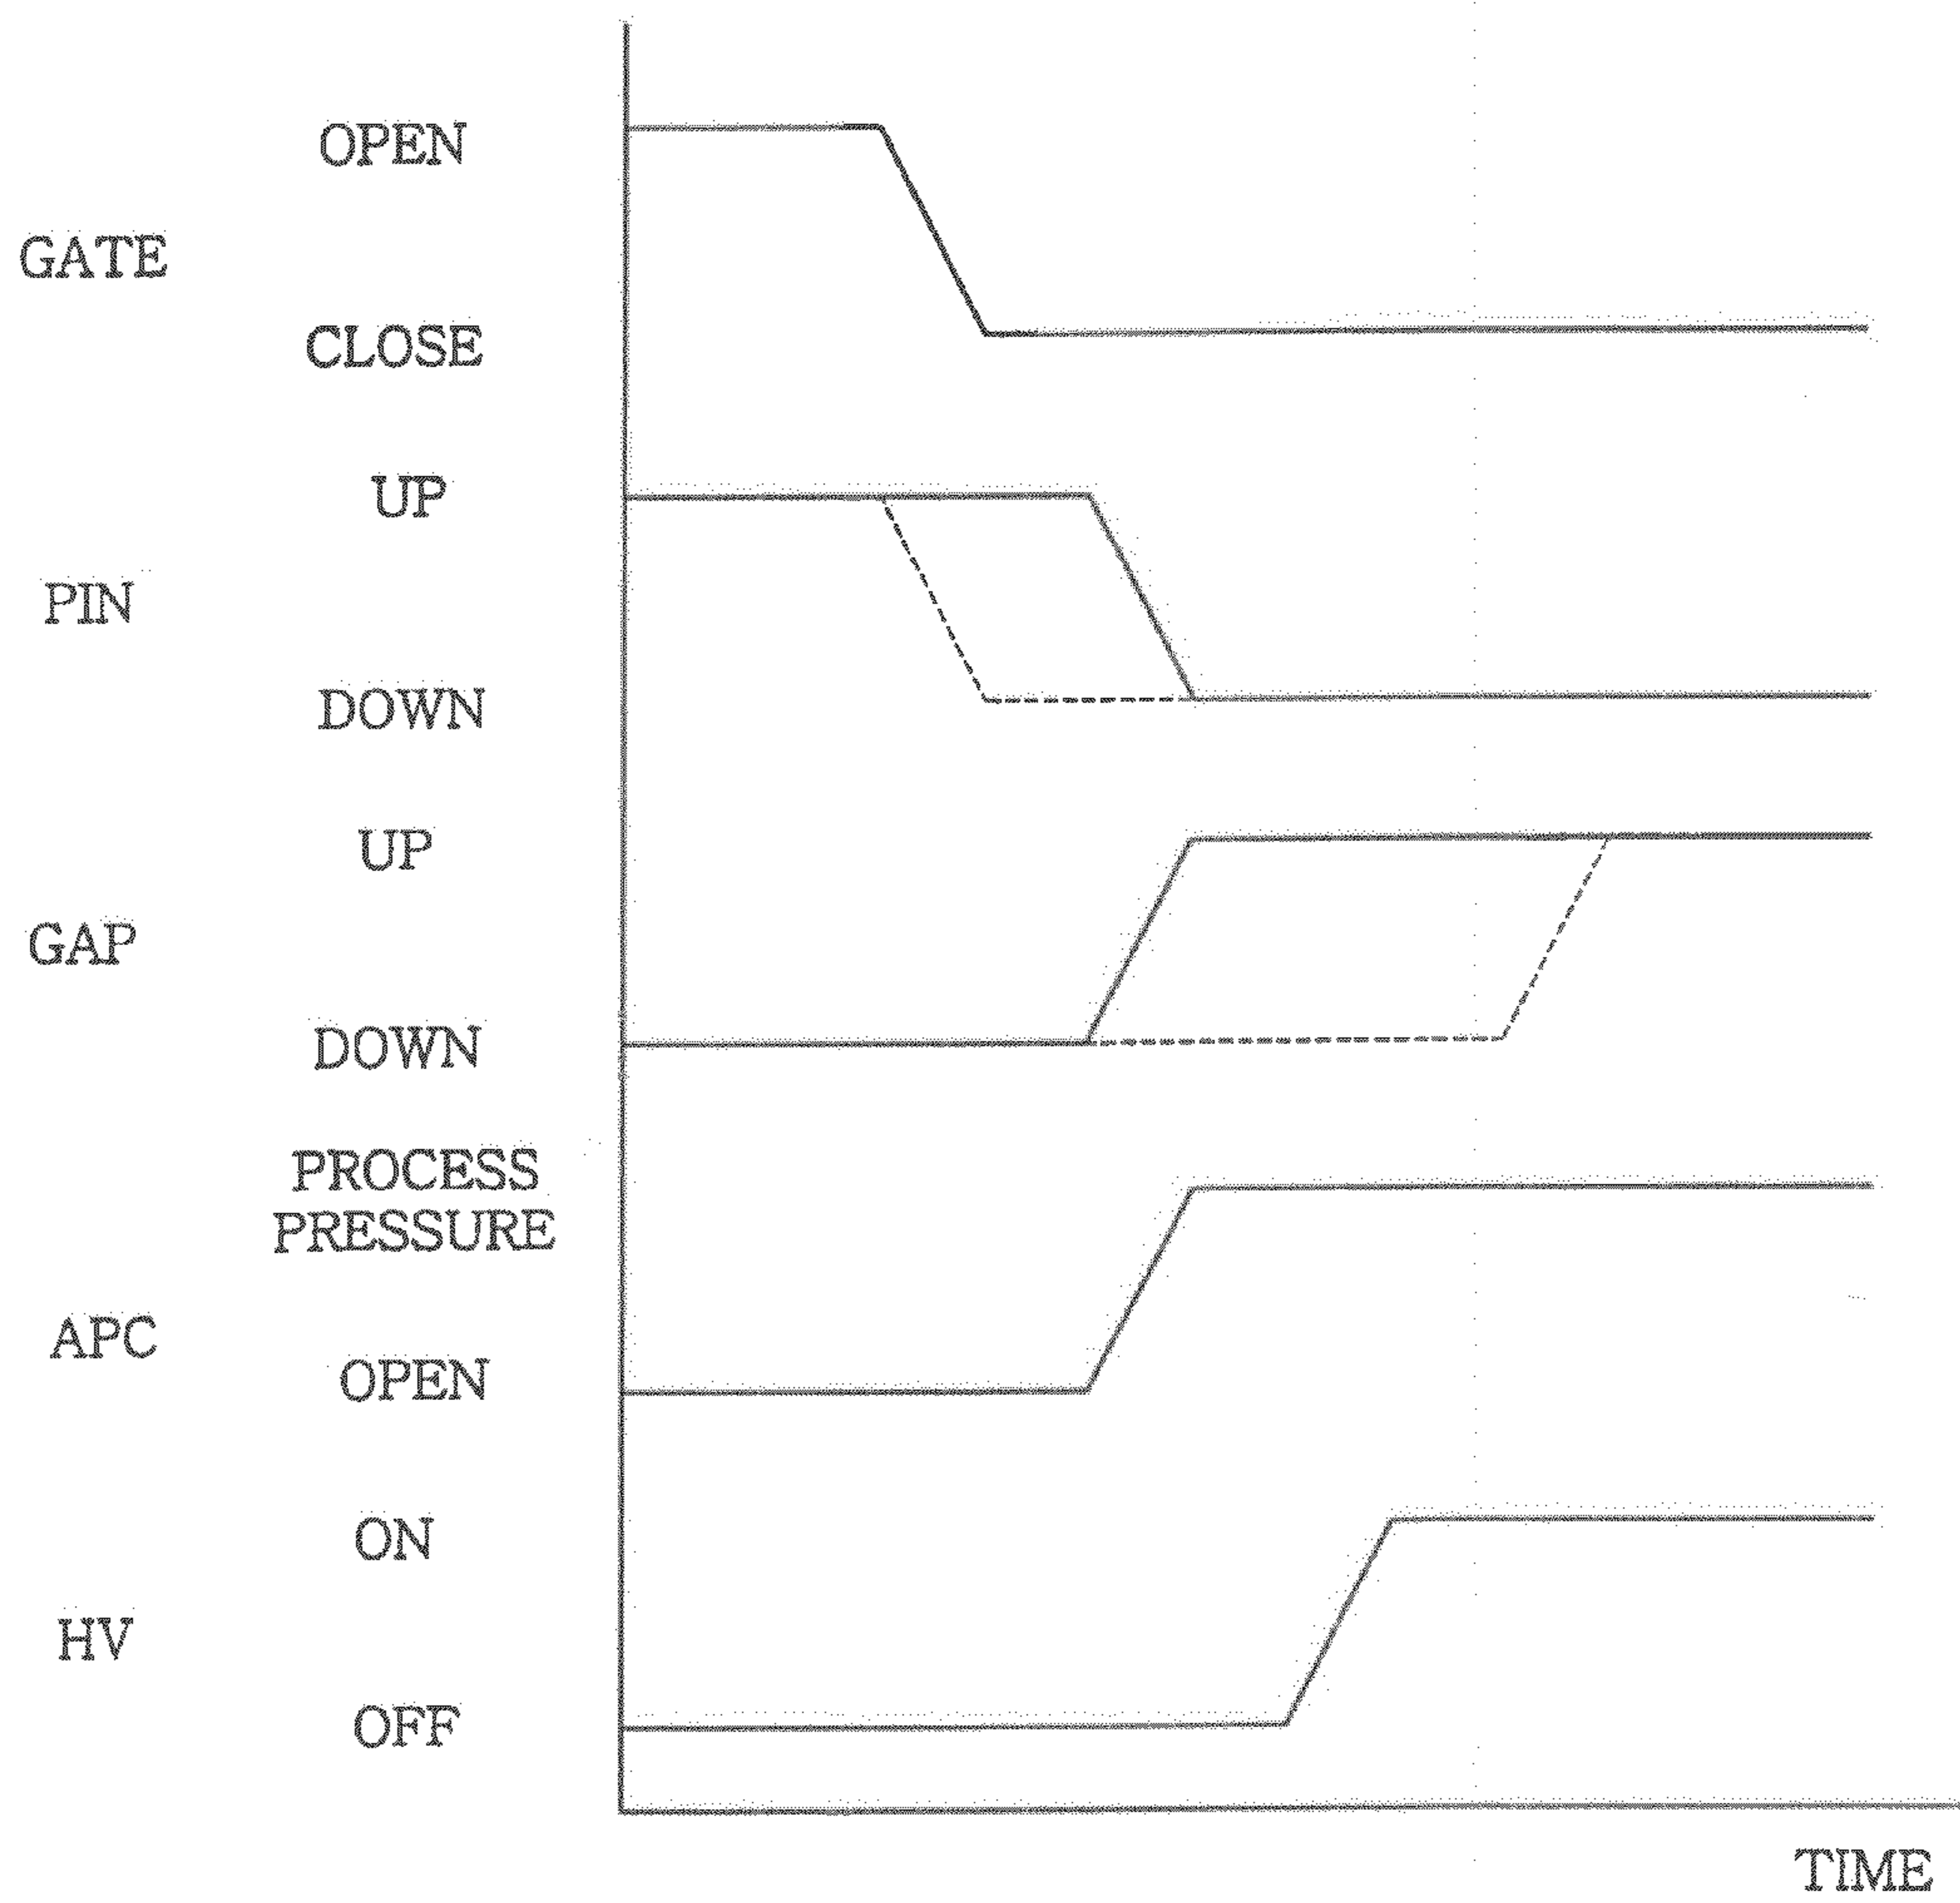 OPEN
GATE
CLOSE
UP
PIN
DOWN
UP
GAP
DOWN
PROCESS
PRESSURE
APC
OPEN
ON
HV
OFF
TIME